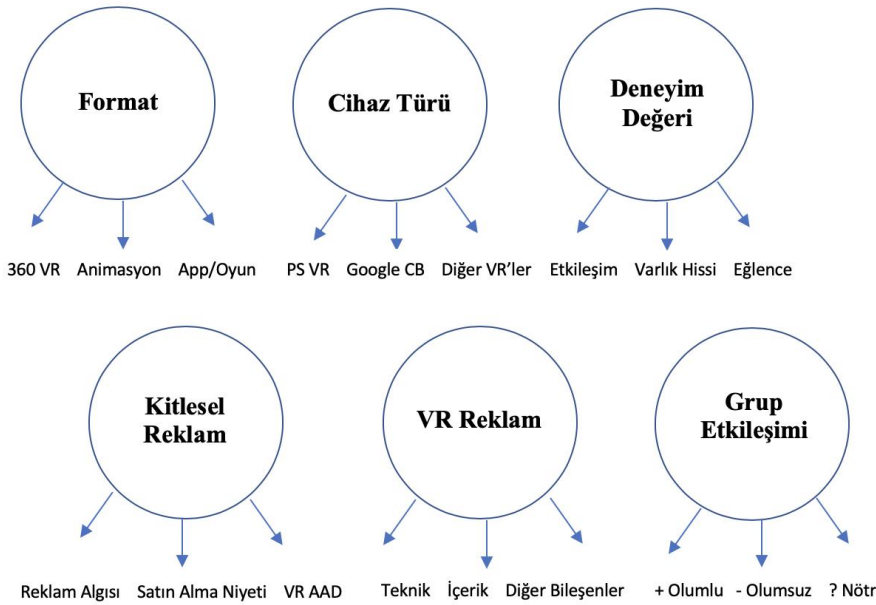 Format
Cihaz Türü
Deneyim
Değeri
360 VR Animasyon App/Oyun
PS VR Google CB Diğer VR’ler
Etkileşim Varlık Hissi Eğlence
Kitlesel
Reklam
VR Reklam
Grup
Etkileşimi
Reklam Algısı Satın Alma Niyeti VR AAD
Teknik İçerik Diğer Bileşenler
+ Olumlu - Olumsuz ? Nötr